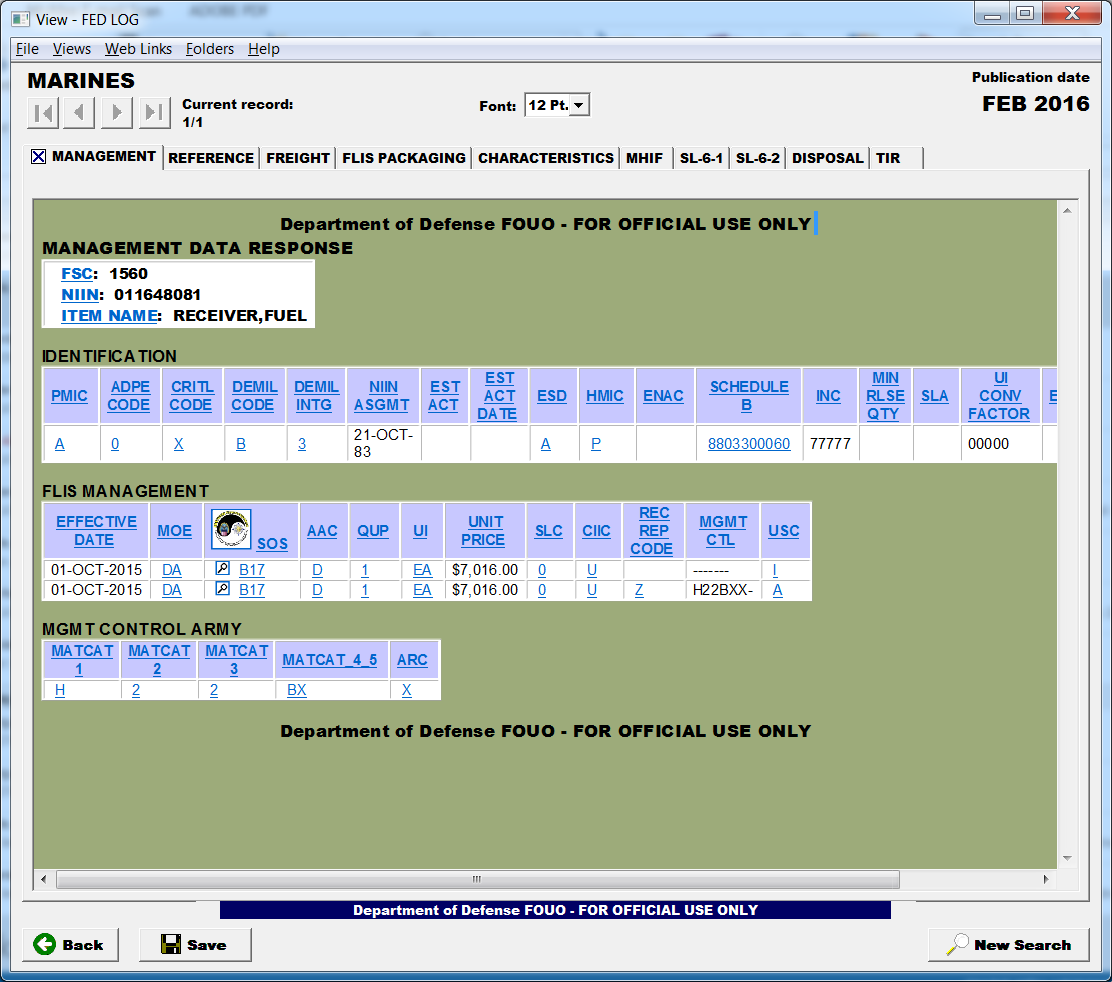 View - FED LOG
File Views Web Links Folders Help
MARINES
Publication date
FEB 2016
Current record:
1/1
Font: 12 Pt.
MANAGEMENT REFERENCE FREIGHT FLIS PACKAGING CHARACTERISTICS MHIF SL-6-1 SL-6-2 DISPOSAL TIR
Department of Defense FOUO - FOR OFFICIAL USE ONLY
MANAGEMENT DATA RESPONSE
FSC: 1560
NIIN: 011648081
ITEM NAME: RECEIVER,FUEL
IDENTIFICATION
PMIC ADPE CODE CRITL CODE DEMIL CODE DEMIL INTG NIIN ASGMT EST ACT EST ACT DATE ESD HMIC ENAC SCHEDULE B INC MIN RLSE QTY SLA UI CONV FACTOR E
A 0 X B 3 21-OCT-83 A P 8803300060 77777 00000
FLIS MANAGEMENT
EFFECTIVE DATE MOE SOS AAC QUP UI UNIT PRICE SLC CIIC REC REP CODE MGMT CTL USC
01-OCT-2015 DA B17 D 1 EA $7,016.00 0 U ------- I
01-OCT-2015 DA B17 D 1 EA $7,016.00 0 U Z H22BXX- A
MGMT CONTROL ARMY
MATCAT 1 MATCAT 2 MATCAT 3 MATCAT_4_5 ARC
H 2 2 BX X
Department of Defense FOUO - FOR OFFICIAL USE ONLY
Department of Defense FOUO - FOR OFFICIAL USE ONLY
Back Save New Search